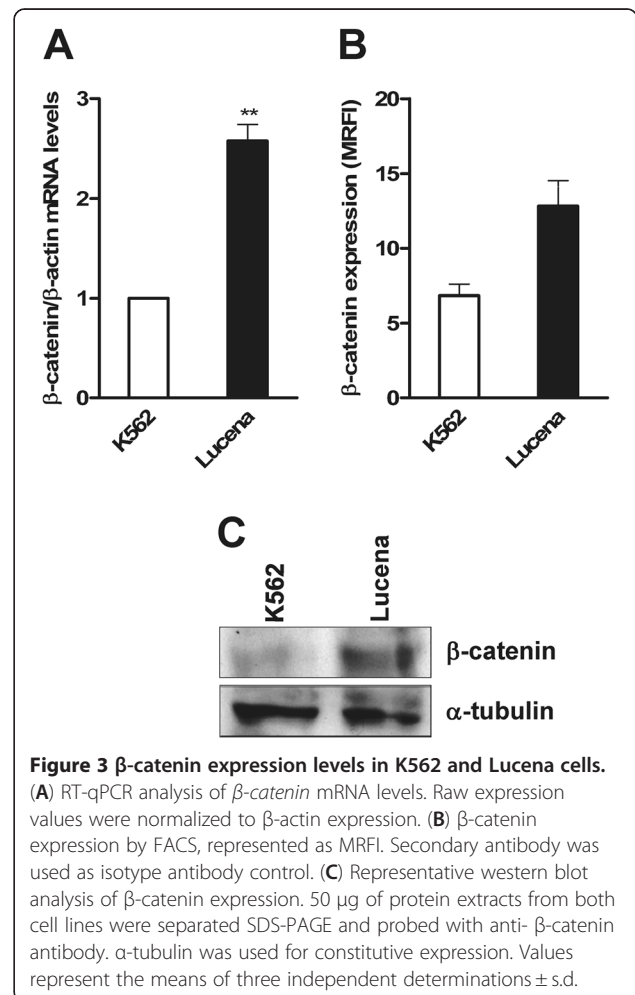 A
B
β-catenin/β-actin mRNA levels
3
2
1
0
**
K562
Lucena
β-catenin expression (MRFI)
20
15
10
5
0
K562
Lucena
C
K562
Lucena
β-catenin
α-tubulin
Figure 3 β-catenin expression levels in K562 and Lucena cells.
(A) RT-qPCR analysis of β-catenin mRNA levels. Raw expression
values were normalized to β-actin expression. (B) β-catenin
expression by FACS, represented as MRFI. Secondary antibody was
used as isotype antibody control. (C) Representative western blot
analysis of β-catenin expression. 50 μg of protein extracts from both
cell lines were separated SDS-PAGE and probed with anti- β-catenin
antibody. α-tubulin was used for constitutive expression. Values
represent the means of three independent determinations ± s.d.